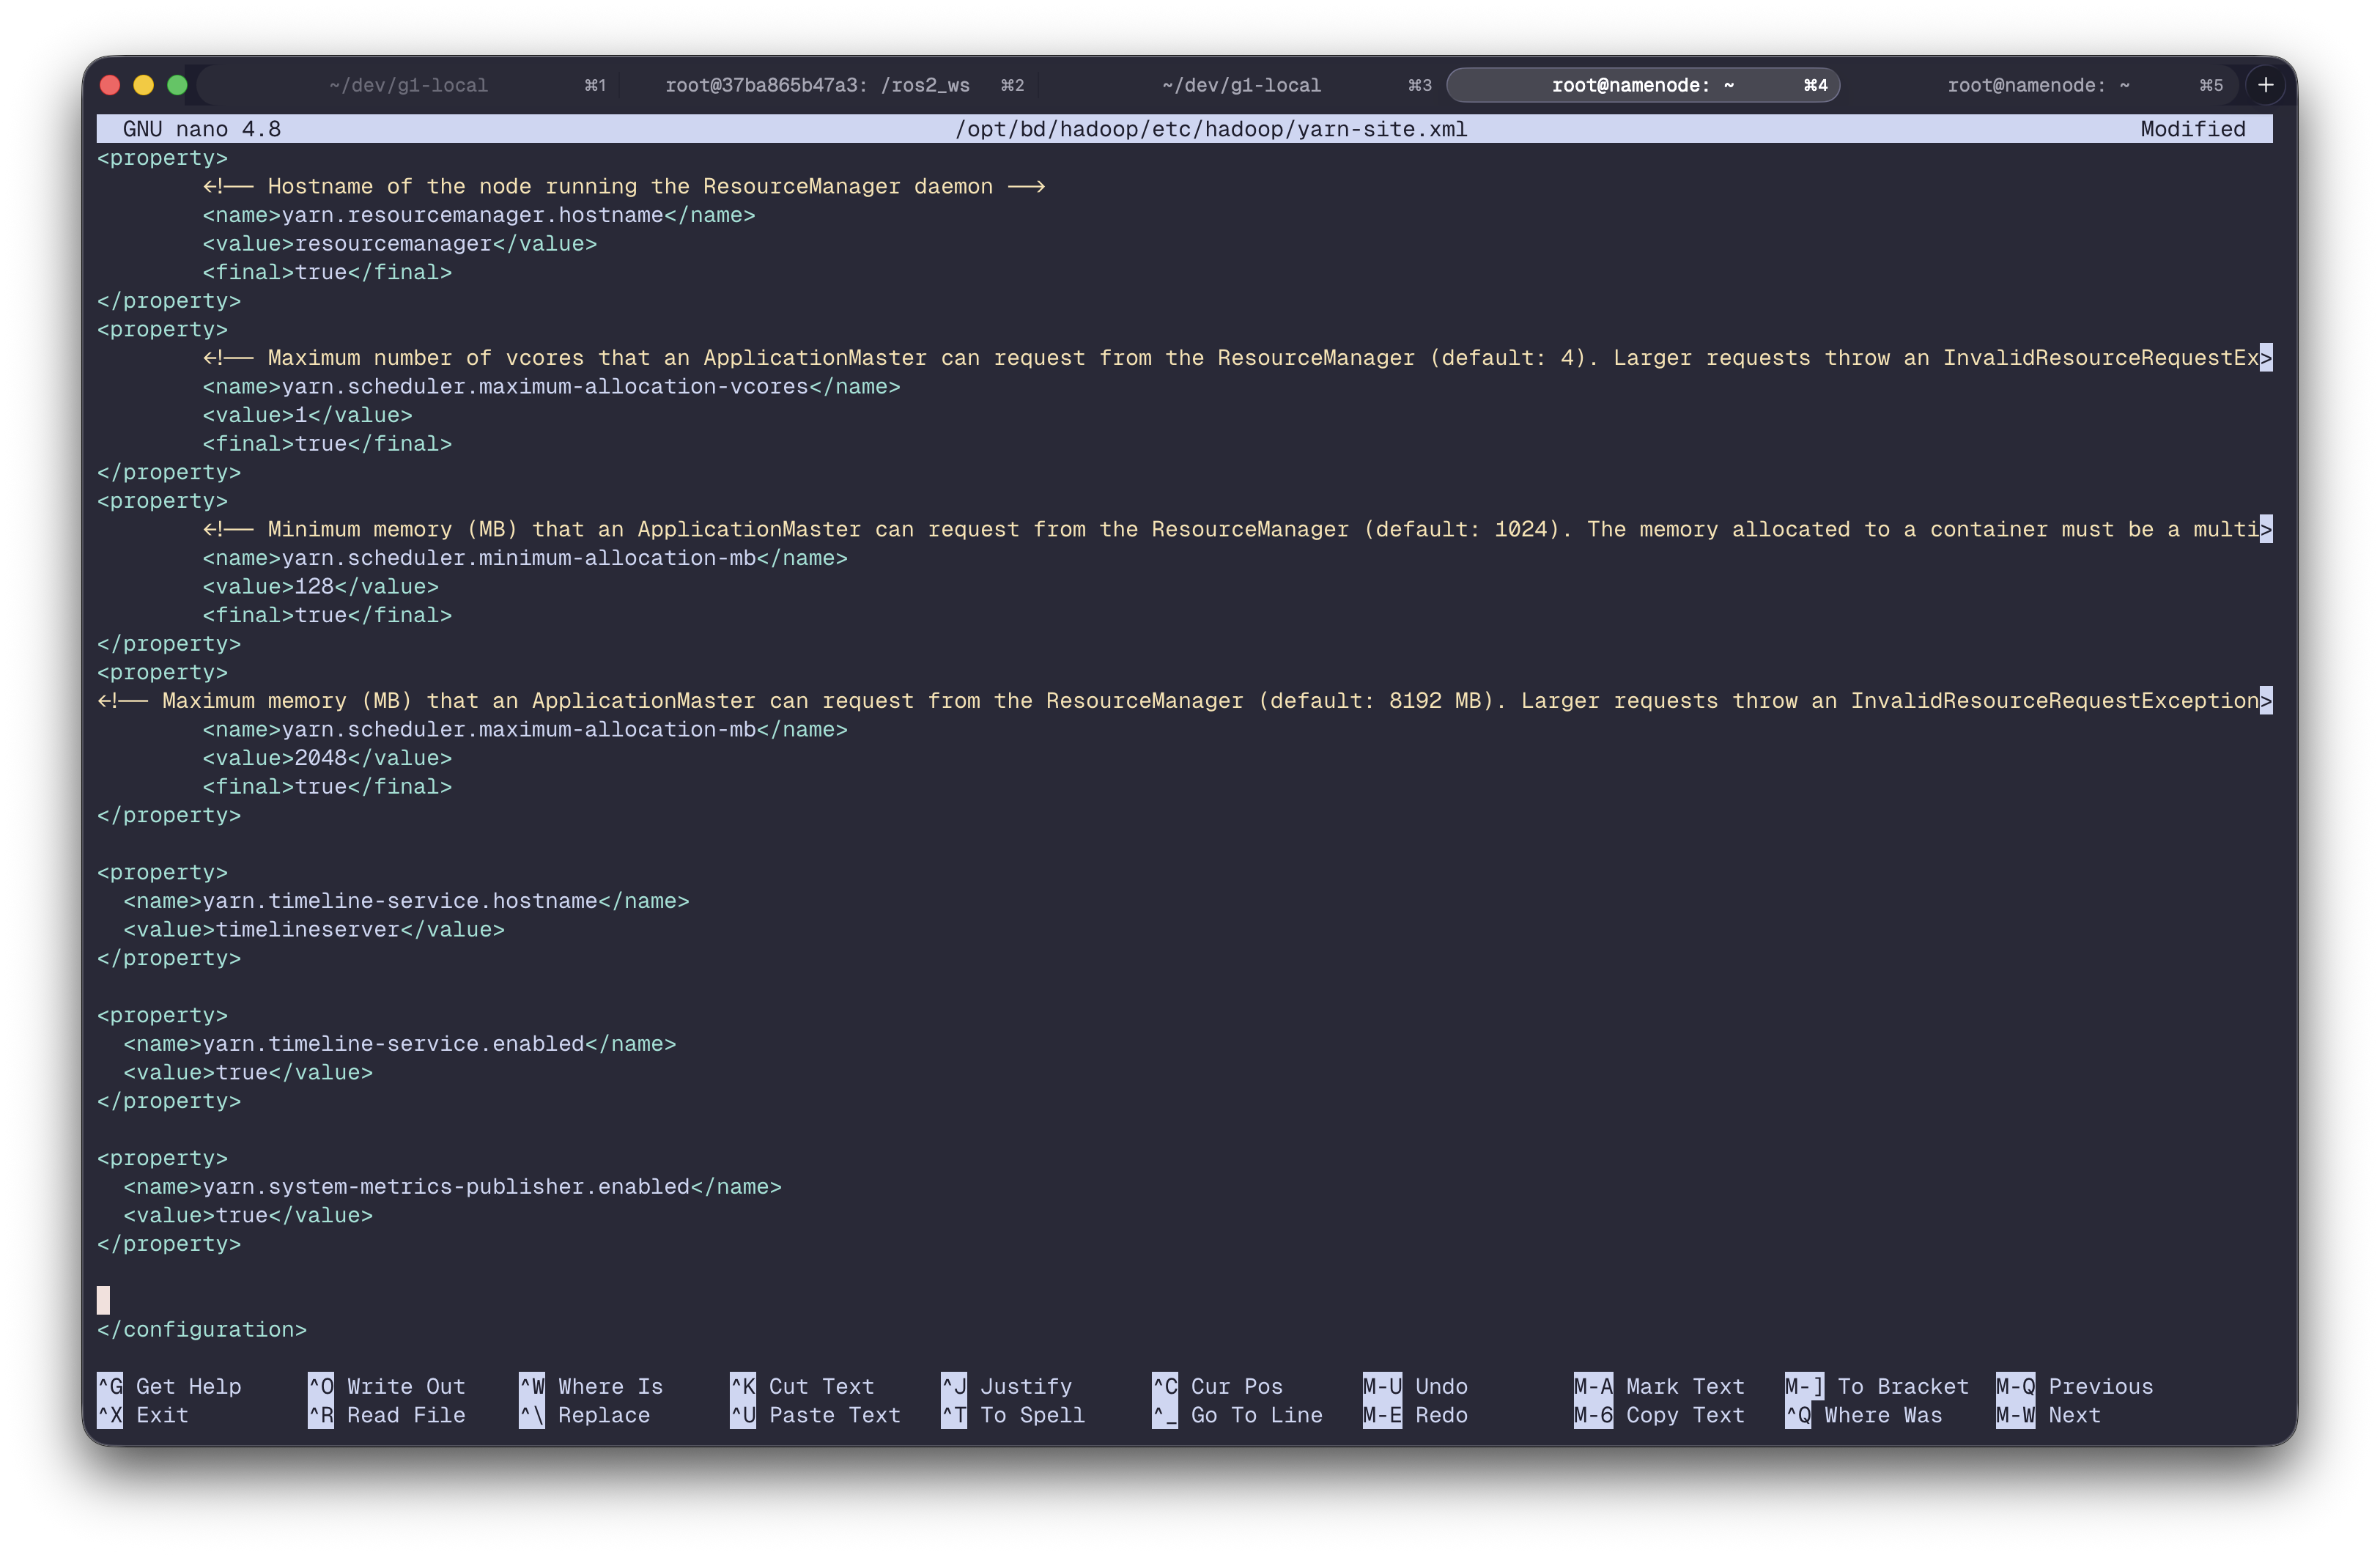 ~/dev/g1-local ⌘1 root@37ba865b47a3: /ros2_ws ⌘2 ~/dev/g1-local ⌘3 root@namenode: ~ ⌘4 root@namenode: ~ ⌘5 +
GNU nano 4.8 /opt/bd/hadoop/etc/hadoop/yarn-site.xml Modified
<property>
<!-- Hostname of the node running the ResourceManager daemon -->
<name>yarn.resourcemanager.hostname</name>
<value>resourcemanager</value>
<final>true</final>
</property>
<property>
<!-- Maximum number of vcores that an ApplicationMaster can request from the ResourceManager (default: 4). Larger requests throw an InvalidResourceRequestEx>
<name>yarn.scheduler.maximum-allocation-vcores</name>
<value>1</value>
<final>true</final>
</property>
<property>
<!-- Minimum memory (MB) that an ApplicationMaster can request from the ResourceManager (default: 1024). The memory allocated to a container must be a multi>
<name>yarn.scheduler.minimum-allocation-mb</name>
<value>128</value>
<final>true</final>
</property>
<property>
<!-- Maximum memory (MB) that an ApplicationMaster can request from the ResourceManager (default: 8192 MB). Larger requests throw an InvalidResourceRequestException>
<name>yarn.scheduler.maximum-allocation-mb</name>
<value>2048</value>
<final>true</final>
</property>
<property>
<name>yarn.timeline-service.hostname</name>
<value>timelineserver</value>
</property>
<property>
<name>yarn.timeline-service.enabled</name>
<value>true</value>
</property>
<property>
<name>yarn.system-metrics-publisher.enabled</name>
<value>true</value>
</property>
</configuration>
^G Get Help ^O Write Out ^W Where Is ^K Cut Text ^J Justify ^C Cur Pos M-U Undo M-A Mark Text M-] To Bracket M-Q Previous
^X Exit ^R Read File ^\ Replace ^U Paste Text ^T To Spell ^_ Go To Line M-E Redo M-6 Copy Text ^Q Where Was M-W Next